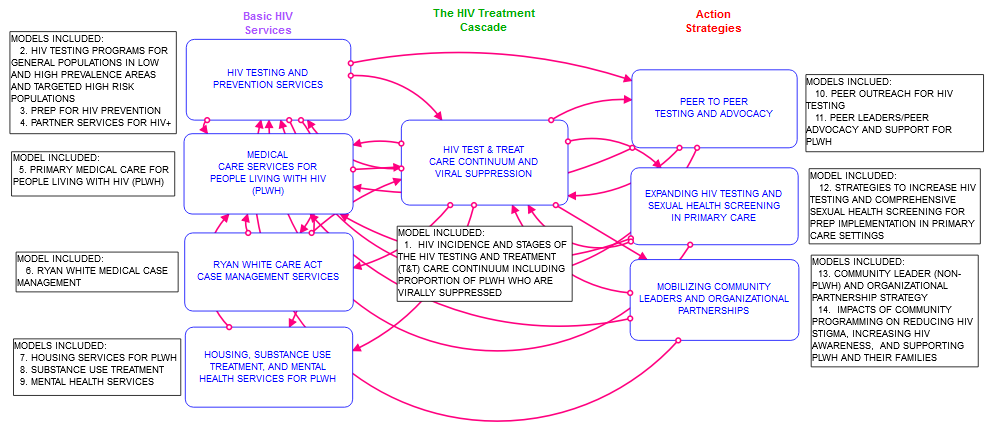 Basic HIV
Services
The HIV Treatment
Cascade
Action
Strategies
MODELS INCLUDED:
2. HIV TESTING PROGRAMS FOR
GENERAL POPULATIONS IN LOW
AND HIGH PREVALENCE AREAS
AND TARGETED HIGH RISK
POPULATIONS
3. PREP FOR HIV PREVENTION
4. PARTNER SERVICES FOR HIV+
MODEL INCLUDED:
5. PRIMARY MEDICAL CARE FOR
PEOPLE LIVING WITH HIV (PLWH)
MODEL INCLUDED:
6. RYAN WHITE MEDICAL CASE
MANAGEMENT
MODELS INCLUDED:
7. HOUSING SERVICES FOR PLWH
8. SUBSTANCE USE TREATMENT
9. MENTAL HEALTH SERVICES
HIV TESTING AND
PREVENTION SERVICES
MEDICAL
CARE SERVICES FOR
PEOPLE LIVING WITH HIV
(PLWH)
RYAN WHITE CARE ACT
CASE MANAGEMENT SERVICES
HOUSING, SUBSTANCE USE
TREATMENT, AND MENTAL
HEALTH SERVICES FOR PLWH
HIV TEST & TREAT
CARE CONTINUUM AND
VIRAL SUPPRESSION
MODEL INCLUDED:
1. HIV INCIDENCE AND STAGES OF
THE HIV TESTING AND TREATMENT
(T&T) CARE CONTINUUM INCLUDING
PROPORTION OF PLWH WHO ARE
VIRALLY SUPPRESSED
PEER TO PEER
TESTING AND ADVOCACY
EXPANDING HIV TESTING AND
SEXUAL HEALTH SCREENING
IN PRIMARY CARE
MOBILIZING COMMUNITY
LEADERS AND ORGANIZATIONAL
PARTNERSHIPS
MODELS INCLUED:
10. PEER OUTREACH FOR HIV
TESTING
11. PEER LEADERS/PEER
ADVOCACY AND SUPPORT FOR
PLWH
MODEL INCLUDED:
12. STRATEGIES TO INCREASE HIV
TESTING AND COMPREHENSIVE
SEXUAL HEALTH SCREENING FOR
PREP IMPLEMENTATION IN PRIMARY
CARE SETTINGS
MODELS INCLUDED:
13. COMMUNITY LEADER (NON-
PLWH) AND ORGANIZATIONAL
PARTNERSHIP STRATEGY
14. IMPACTS OF COMMUNITY
PROGRAMMING ON REDUCING HIV
STIGMA, INCREASING HIV
AWARENESS, AND SUPPORTING
PLWH AND THEIR FAMILIES